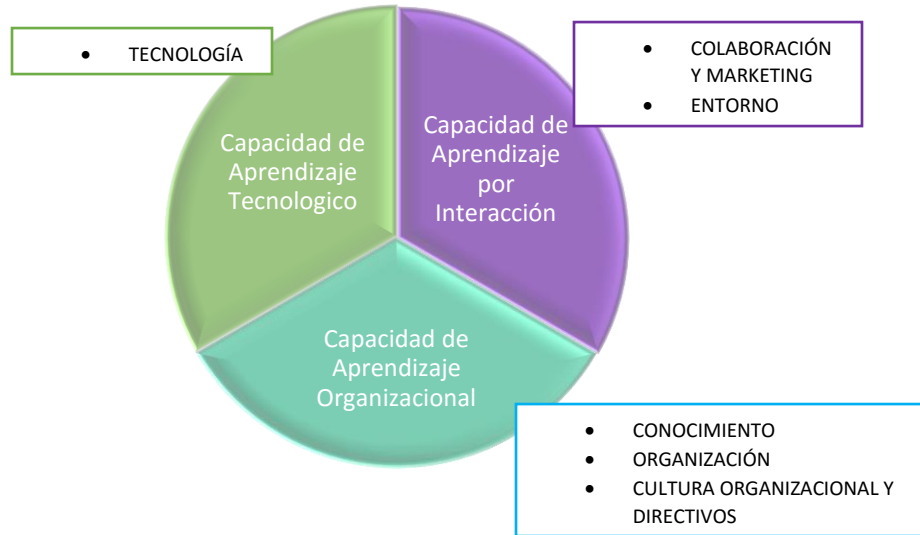 • TECNOLOGÍA
• COLABORACIÓN
Y MARKETING
• ENTORNO
Capacidad de
Aprendizaje
Tecnologico
Capacidad de
Aprendizaje
por
Interacción
Capacidad de
Aprendizaje
Organizacional
• CONOCIMIENTO
• ORGANIZACIÓN
• CULTURA ORGANIZACIONAL Y
DIRECTIVOS